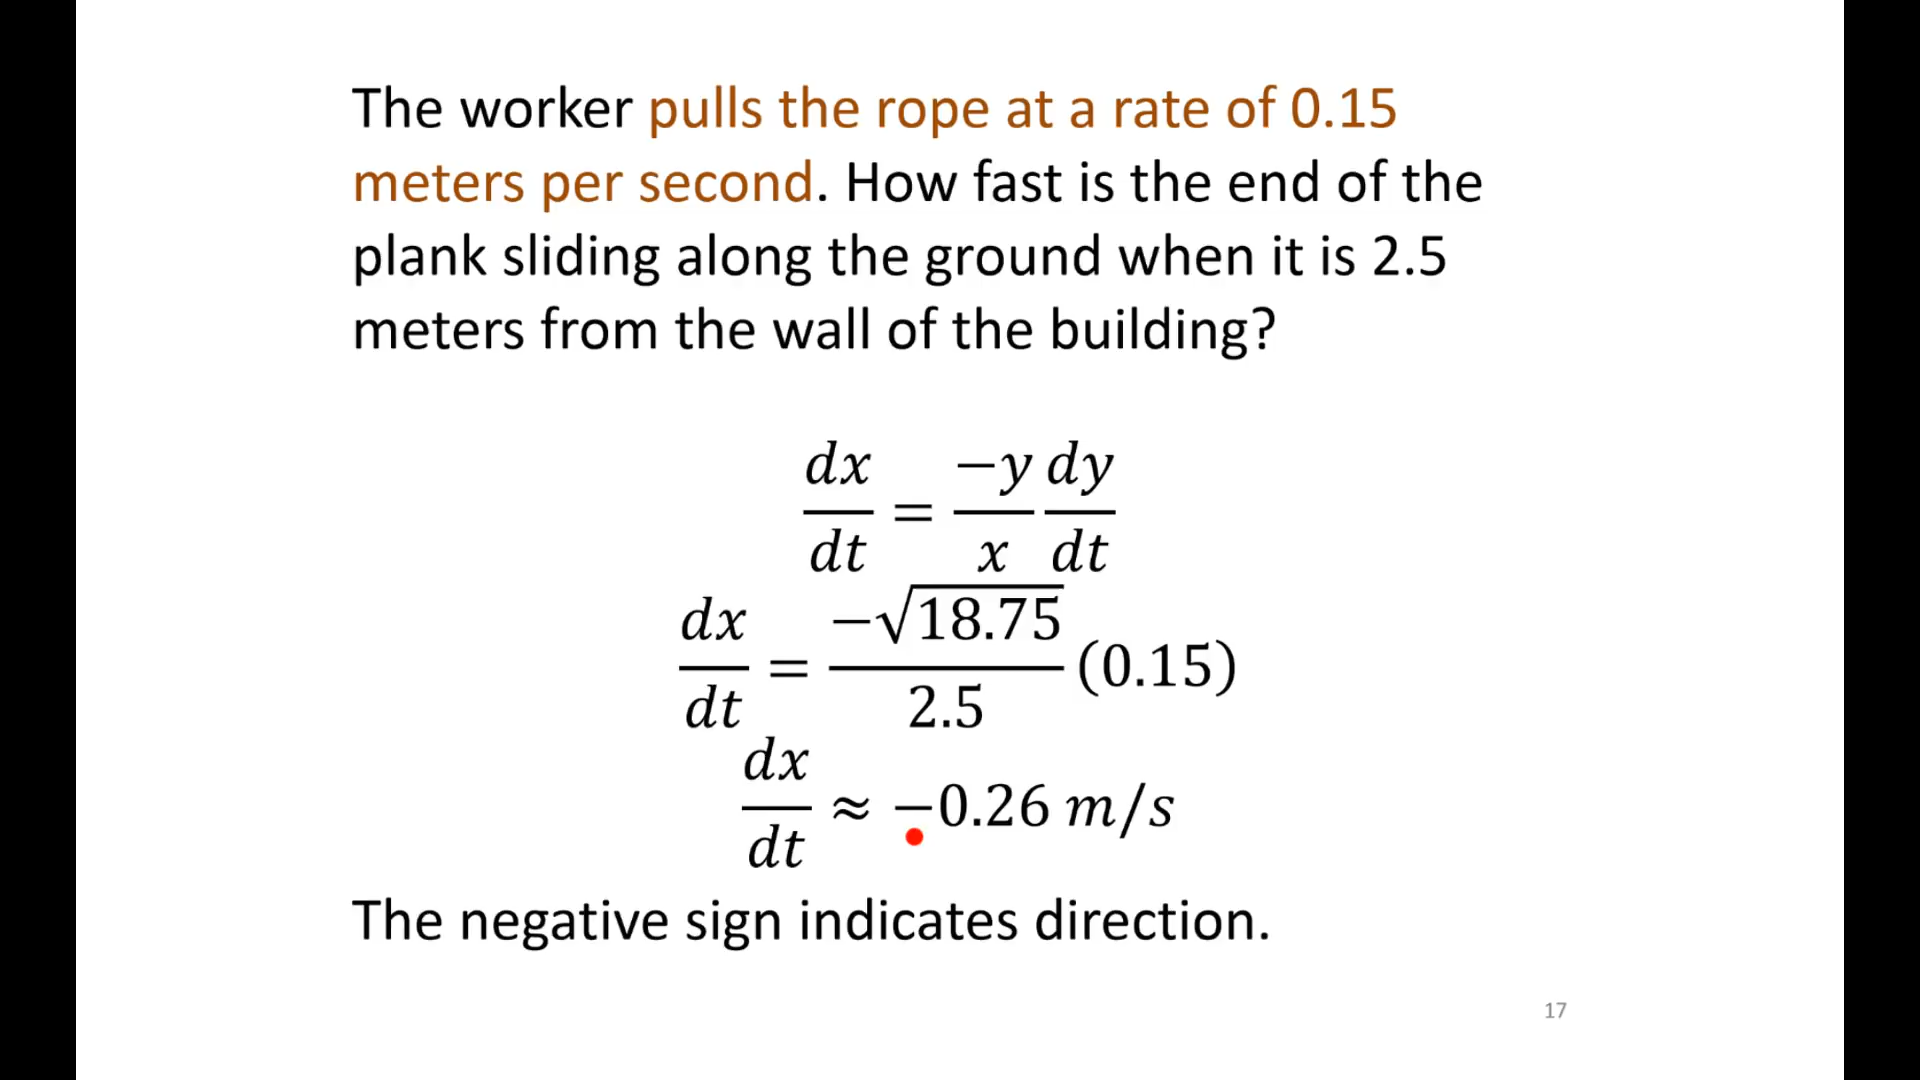 The worker pulls the rope at a rate of 0.15
meters per second. How fast is the end of the
plank sliding along the ground when it is 2.5
meters from the wall of the building?
dx/dt = −y/x dy/dt
dx/dt = −√18.75/2.5 (0.15)
dx/dt ≈ −0.26 m/s
The negative sign indicates direction.
17